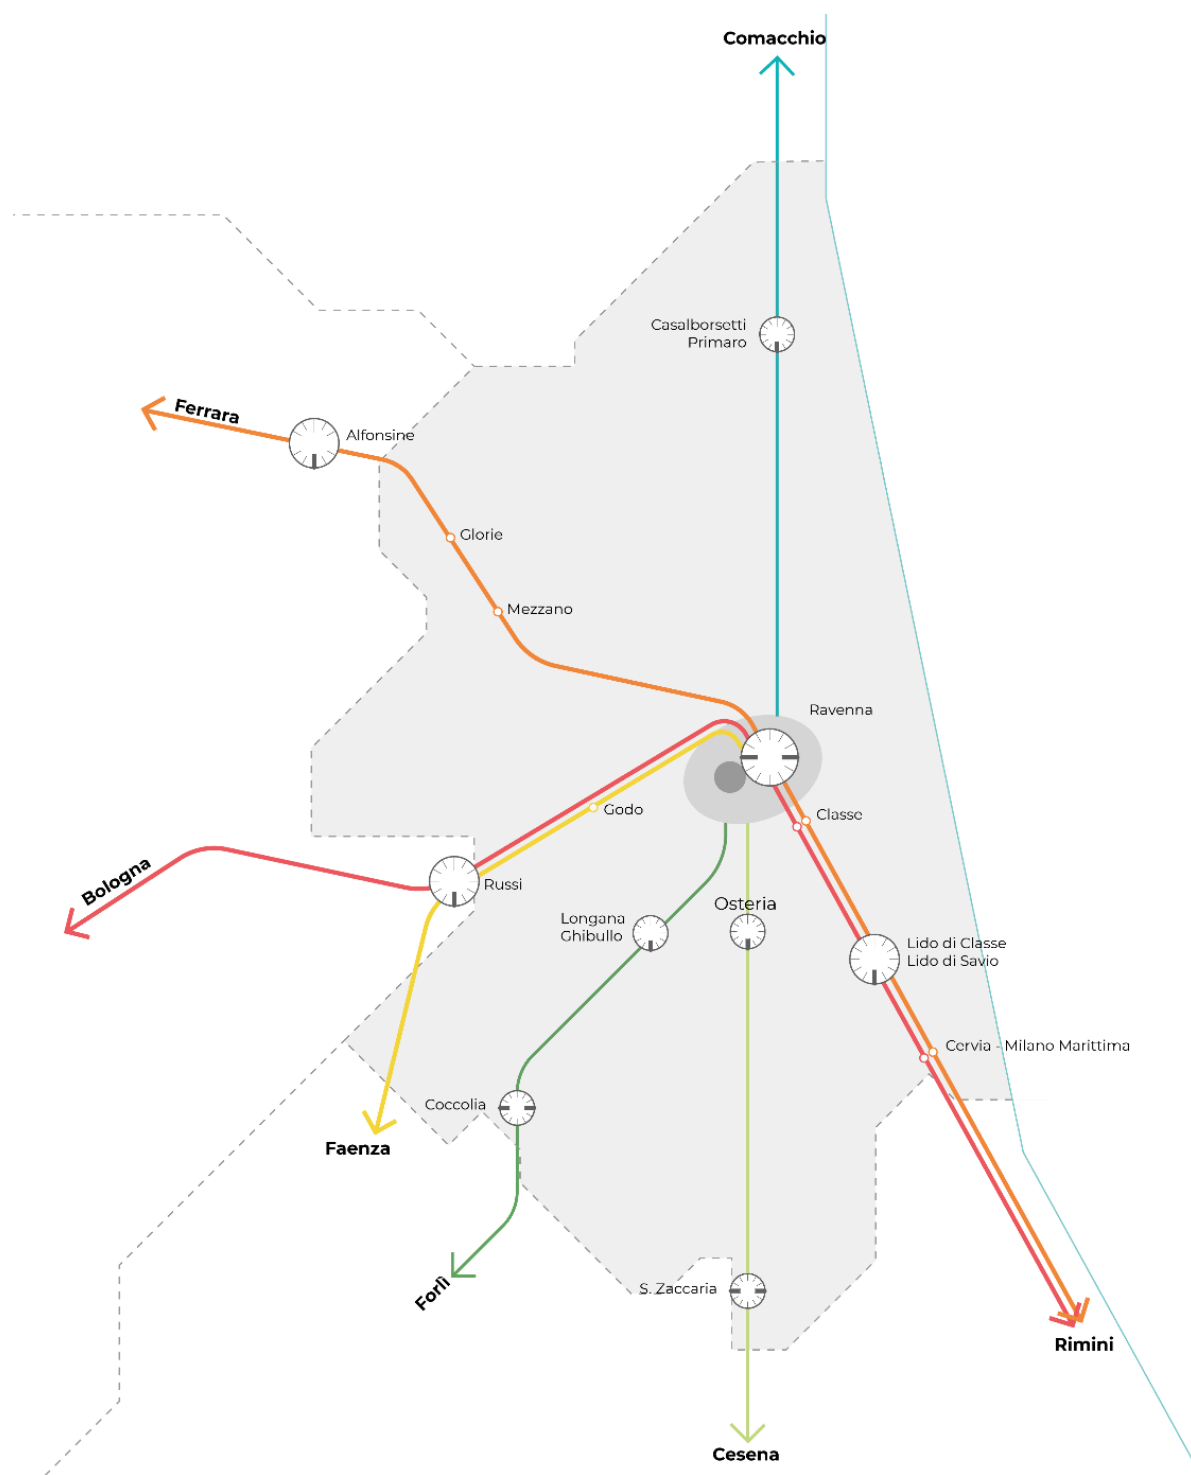 Comacchio
Casalborsetti
Primaro
Ferrara
Alfonsine
Glorie
Mezzano
Ravenna
Godo
Classe
Bologna
Russi
Osteria
Longana
Ghibullo
Lido di Classe
Lido di Savio
Cervia - Milano Marittima
Coccolia
Faenza
Forlì
S. Zaccaria
Rimini
Cesena